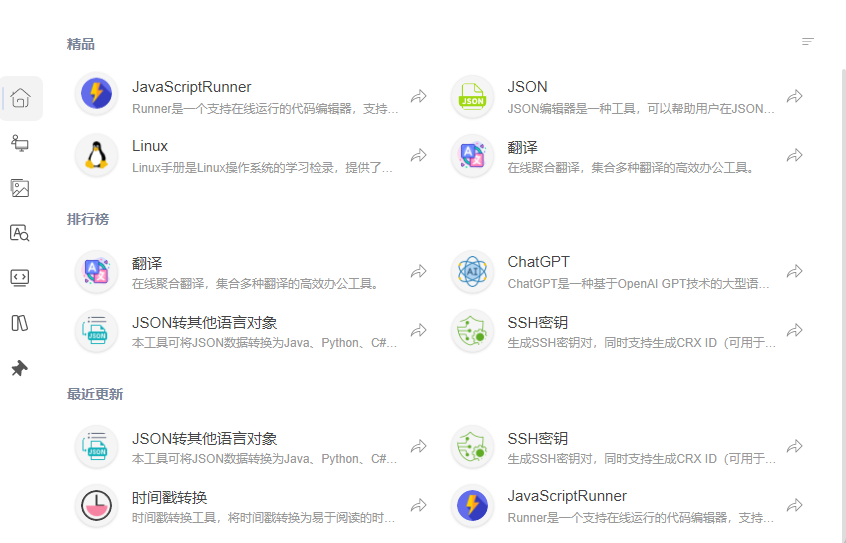 精品
JavaScriptRunner
Runner是一个支持在线运行的代码编辑器，支持…
JSON
JSON编辑器是一种工具，可以帮助用户在JSON…
Linux
Linux手册是Linux操作系统的学习检录，提供了…
翻译
在线聚合翻译，集合多种翻译的高效办公工具。
排行榜
翻译
在线聚合翻译，集合多种翻译的高效办公工具。
ChatGPT
ChatGPT是一种基于OpenAI GPT技术的大型语…
JSON转其他语言对象
本工具可将JSON数据转换为Java、Python、C#…
SSH密钥
生成SSH密钥对，同时支持生成CRX ID（可用于…
最近更新
JSON转其他语言对象
本工具可将JSON数据转换为Java、Python、C#…
SSH密钥
生成SSH密钥对，同时支持生成CRX ID（可用于…
时间戳转换
时间戳转换工具，将时间戳转换为易于阅读的时…
JavaScriptRunner
Runner是一个支持在线运行的代码编辑器，支持…